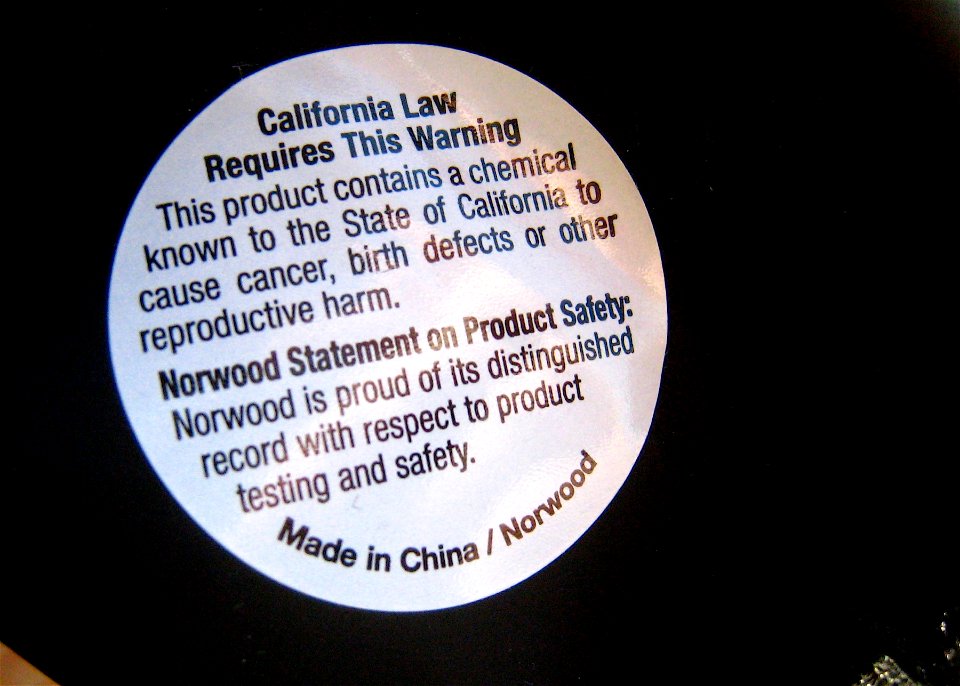 California Law
Requires This Warning
This product contains a chemical
known to the State of California to
cause cancer, birth defects or other
reproductive harm.
Norwood Statement on Product Safety:
Norwood is proud of its distinguished
record with respect to product
testing and safety.
Made in China / Norwood